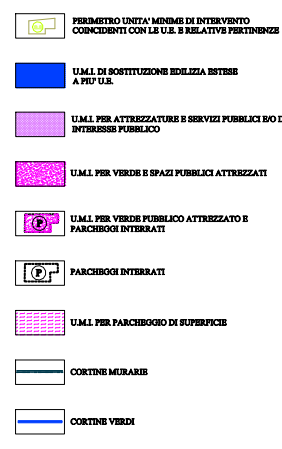 PERIMETRO UNITA' MINIME DI INTERVENTO
COINCIDENTI CON LE U.E. E RELATIVE PERTINENZE
U.M.I. DI SOSTITUZIONE EDILIZIA ESTESE
A PIU' U.E.
U.M.I. PER ATTREZZATURE E SERVIZI PUBBLICI E/O D
INTERESSE PUBBLICO
U.M.I. PER VERDE E SPAZI PUBBLICI ATTREZZATI
P
U.M.I. PER VERDE PUBBLICO ATTREZZATO E
PARCHEGGI INTERRATI
P
PARCHEGGI INTERRATI
U.M.I. PER PARCHEGGIO DI SUPERFICIE
CORTINE MURARIE
CORTINE VERDI